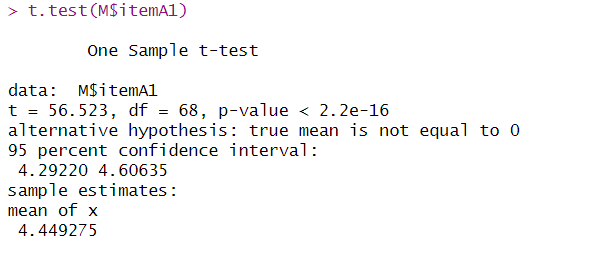 > t.test(M$itemA1)
One Sample t-test
data:  M$itemA1
t = 56.523, df = 68, p-value < 2.2e-16
alternative hypothesis: true mean is not equal to 0
95 percent confidence interval:
 4.29220 4.60635
sample estimates:
mean of x
 4.449275